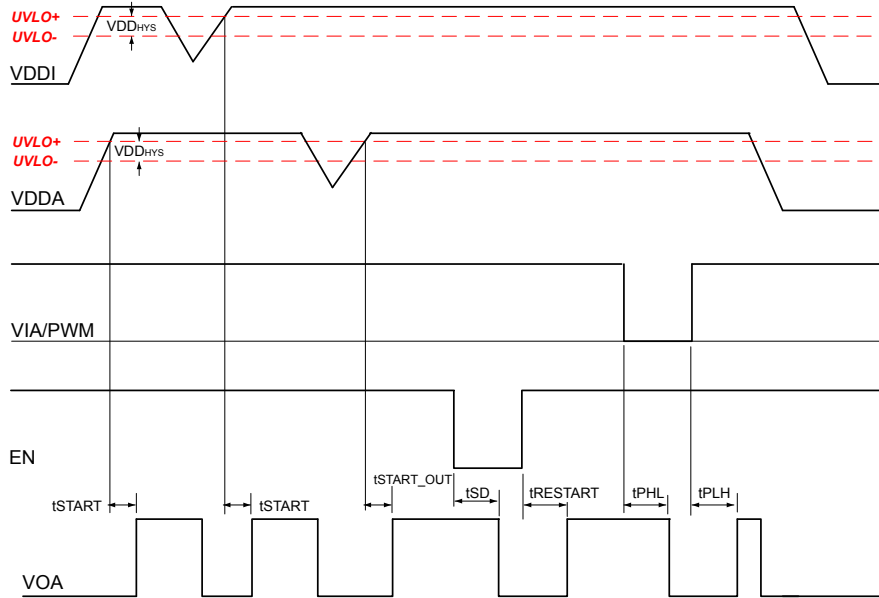 UVLO+
VDDHYS
UVLO-
VDDI
UVLO+
VDDHYS
UVLO-
VDDA
VIA/PWM
EN
tSTART
tSTART
tSTART_OUT
tSD
tRESTART
tPHL
tPLH
VOA